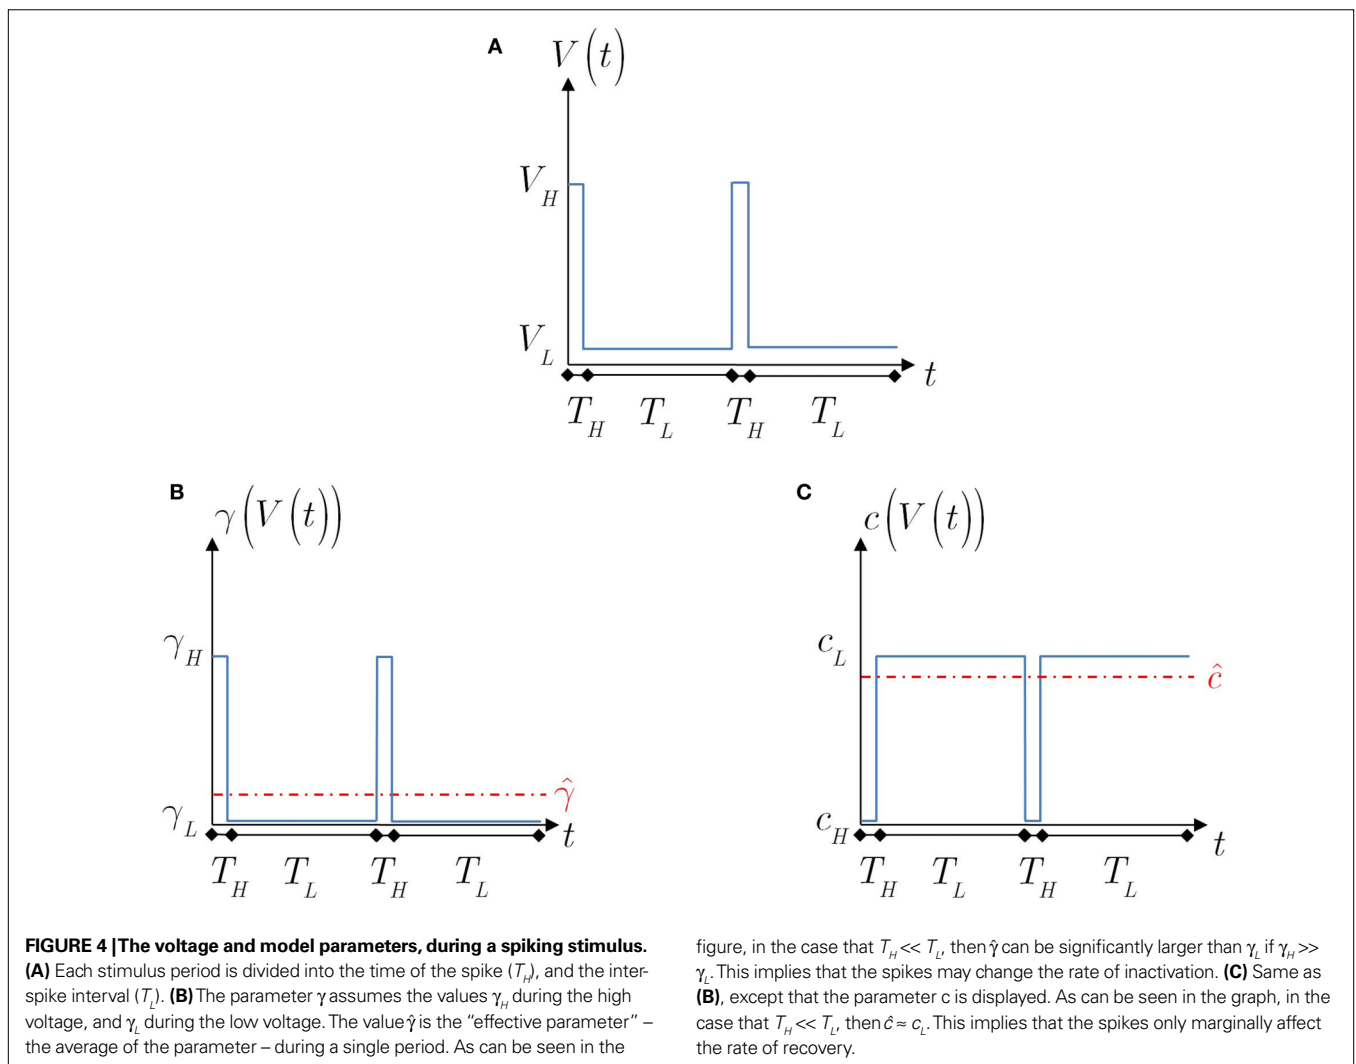 A
V(t)
V_H
V_L
t
T_H T_L T_H T_L
B
γ(V(t))
γ_H
γ̂
γ_L
t
T_H T_L T_H T_L
C
c(V(t))
c_L
ĉ
c_H
t
T_H T_L T_H T_L
FIGURE 4 | The voltage and model parameters, during a spiking stimulus.
(A) Each stimulus period is divided into the time of the spike (T_H), and the inter-
spike interval (T_L). (B) The parameter γ assumes the values γ_H during the high
voltage, and γ_L during the low voltage. The value γ̂ is the “effective parameter” –
the average of the parameter – during a single period. As can be seen in the
figure, in the case that T_H << T_L, then γ̂ can be significantly larger than γ_L if γ_H >>
γ_L. This implies that the spikes may change the rate of inactivation. (C) Same as
(B), except that the parameter c is displayed. As can be seen in the graph, in the
case that T_H << T_L, then ĉ ≈ c_L. This implies that the spikes only marginally affect
the rate of recovery.